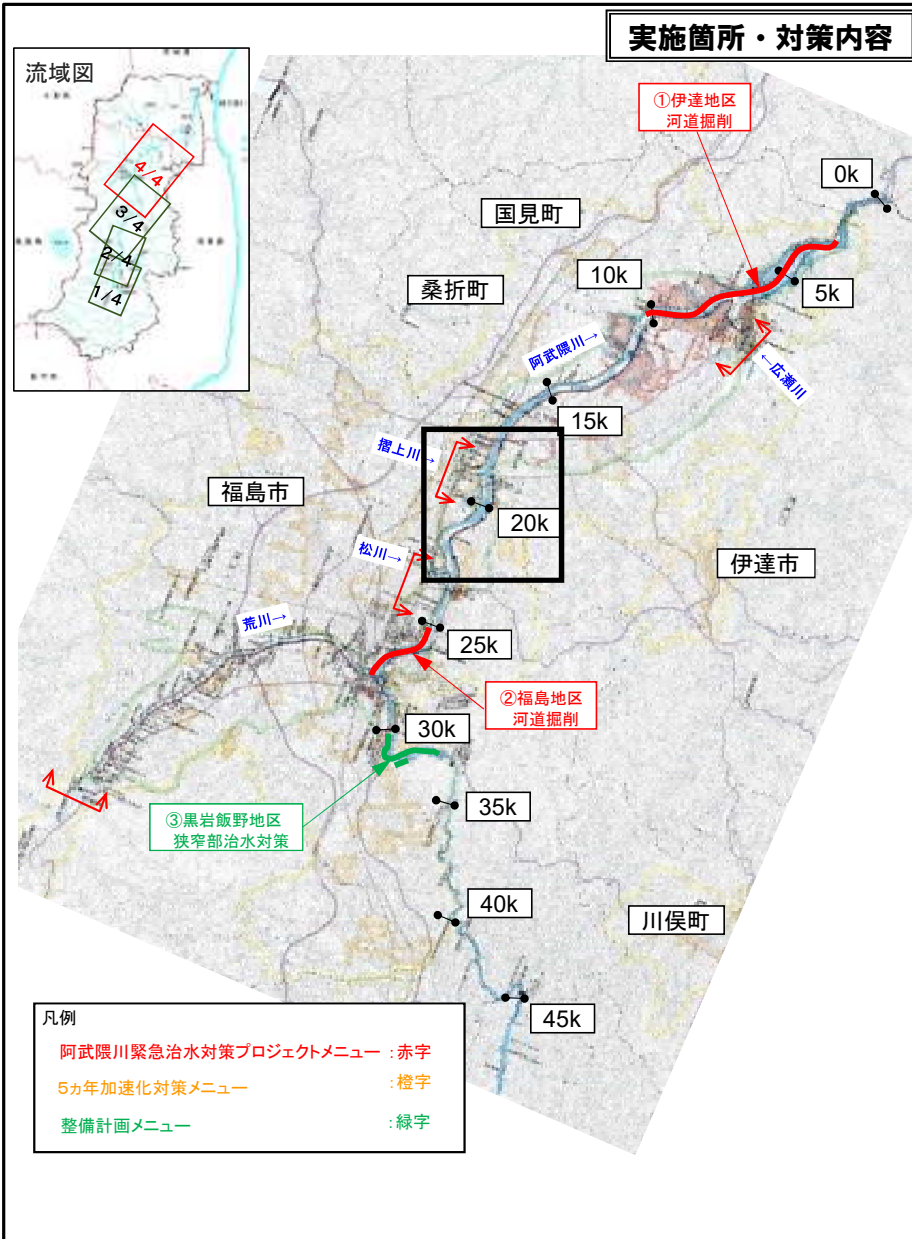 実施箇所・対策内容
流域図
4/4
3/4
2/4
1/4
①伊達地区
河道掘削
0k
国見町
10k
5k
桑折町
阿武隈川→
←広瀬川
15k
摺上川→
福島市
20k
松川→
伊達市
荒川→
25k
②福島地区
河道掘削
30k
③黒岩飯野地区
狭窄部治水対策
35k
40k
川俣町
45k
凡例
阿武隈川緊急治水対策プロジェクトメニュー :赤字
5ヵ年加速化対策メニュー :橙字
整備計画メニュー :緑字